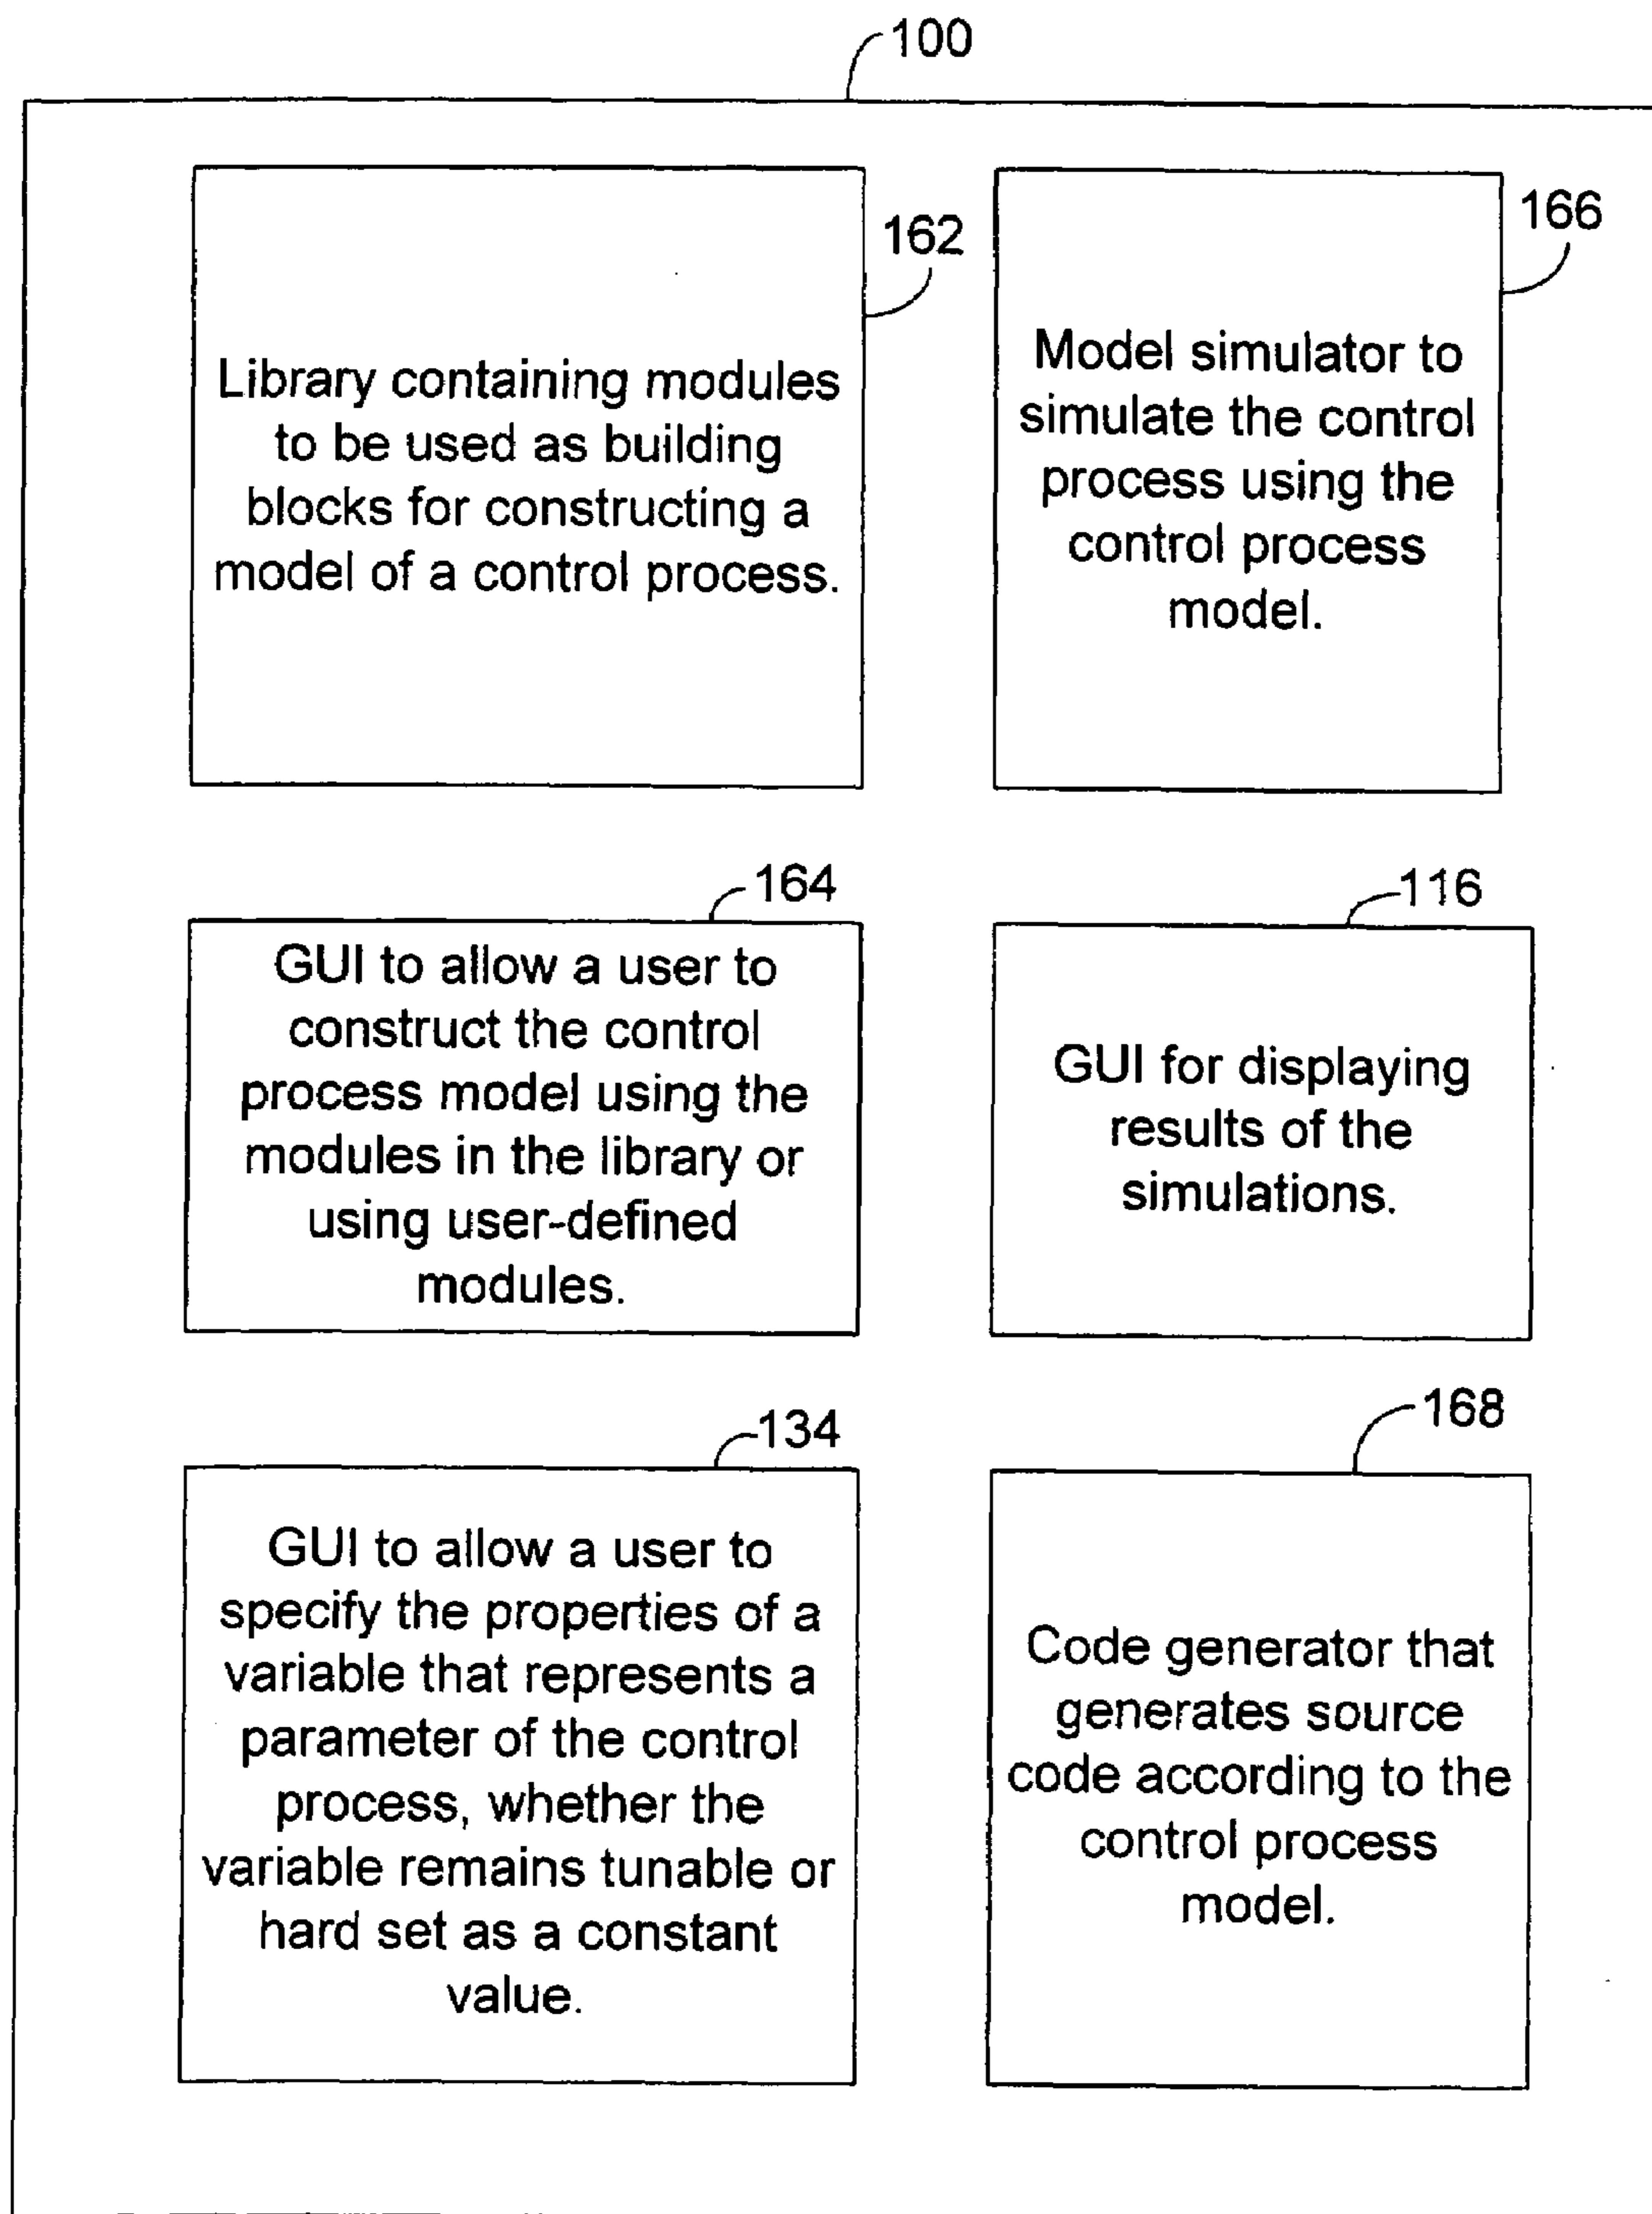 100
162
Library containing modules
to be used as building
blocks for constructing a
model of a control process.
166
Model simulator to
simulate the control
process using the
control process
model.
164
GUI to allow a user to
construct the control
process model using the
modules in the library or
using user-defined
modules.
116
GUI for displaying
results of the
simulations.
134
GUI to allow a user to
specify the properties of a
variable that represents a
parameter of the control
process, whether the
variable remains tunable or
hard set as a constant
value.
168
Code generator that
generates source
code according to the
control process
model.